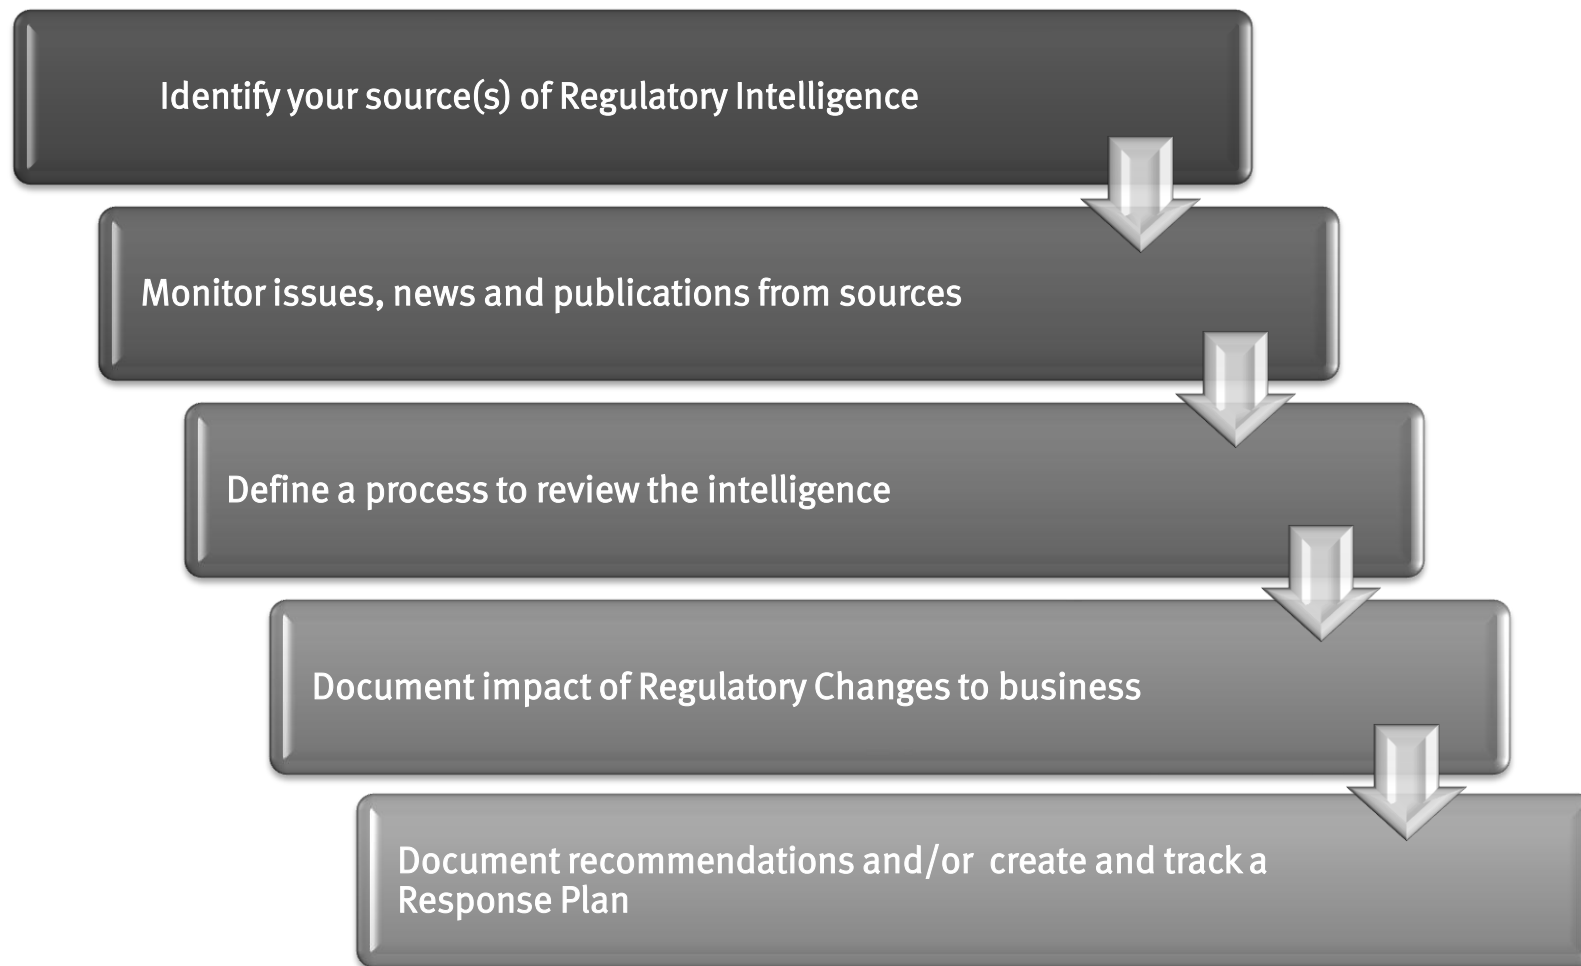 Identify your source(s) of Regulatory Intelligence
Monitor issues, news and publications from sources
Define a process to review the intelligence
Document impact of Regulatory Changes to business
Document recommendations and/or  create and track a
Response Plan